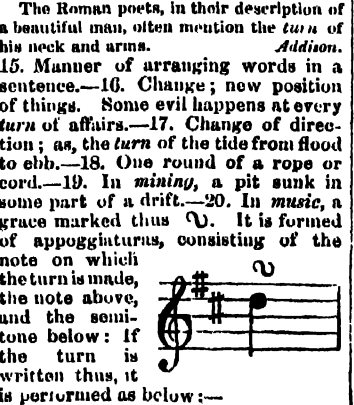 The Roman poets, in their description of
a beautiful man, often mention the turn of
his neck and arms. Addison.
15. Manner of arranging words in a
sentence.—16. Change; new position
of things. Some evil happens at every
turn of affairs.—17. Change of direc-
tion; as, the turn of the tide from flood
to ebb.—18. One round of a rope or
cord.—19. In mining, a pit sunk in
some part of a drift.—20. In music, a
grace marked thus ᔓ. It is formed
of appoggiaturas, consisting of the
note on which
the turn is made,
the note above,
and the semi-
tone below: If
the turn is
written thus, it
is performed as below:—